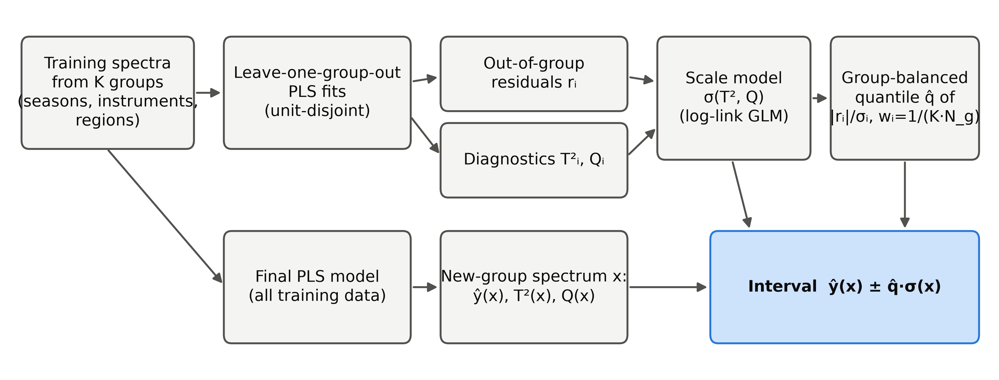 Training spectra
from K groups
(seasons, instruments,
regions)
Leave-one-group-out
PLS fits
(unit-disjoint)
Out-of-group
residuals rᵢ
Diagnostics T²ᵢ, Qᵢ
Scale model
σ(T², Q)
(log-link GLM)
Group-balanced
quantile q̂ of
|rᵢ|/σᵢ, wᵢ=1/(K·N_g)
Final PLS model
(all training data)
New-group spectrum x:
ŷ(x), T²(x), Q(x)
Interval  ŷ(x) ± q̂·σ(x)